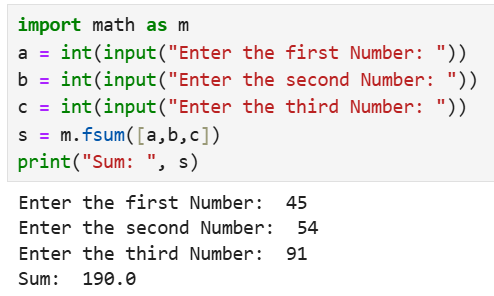 import math as m
a = int(input("Enter the first Number: "))
b = int(input("Enter the second Number: "))
c = int(input("Enter the third Number: "))
s = m.fsum([a,b,c])
print("Sum: ", s)
Enter the first Number:  45
Enter the second Number:  54
Enter the third Number:  91
Sum:  190.0